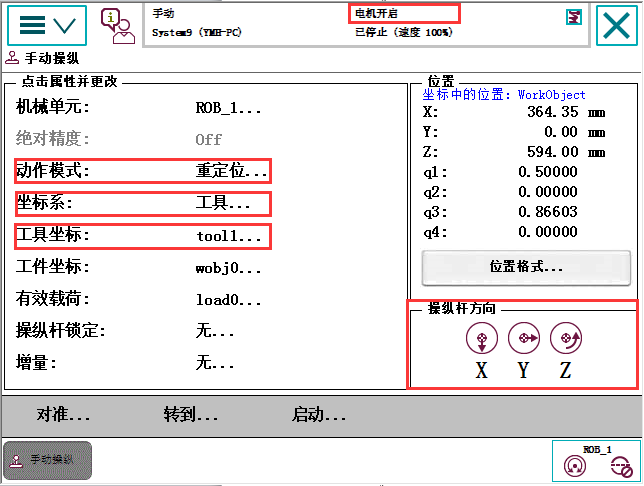 手动
System9 (YMH-PC)
电机开启
已停止 (速度 100%)
手动操纵
点击属性并更改
机械单元: ROB_1...
绝对精度: Off
动作模式: 重定位...
坐标系: 工具...
工具坐标: tool1...
工件坐标: wobj0...
有效载荷: load0...
操纵杆锁定: 无...
增量: 无...
位置
坐标中的位置: WorkObject
X: 364.35 mm
Y: 0.00 mm
Z: 594.00 mm
q1: 0.50000
q2: 0.00000
q3: 0.86603
q4: 0.00000
位置格式...
操纵杆方向
X Y Z
对准... 转到... 启动...
手动操纵
ROB_1